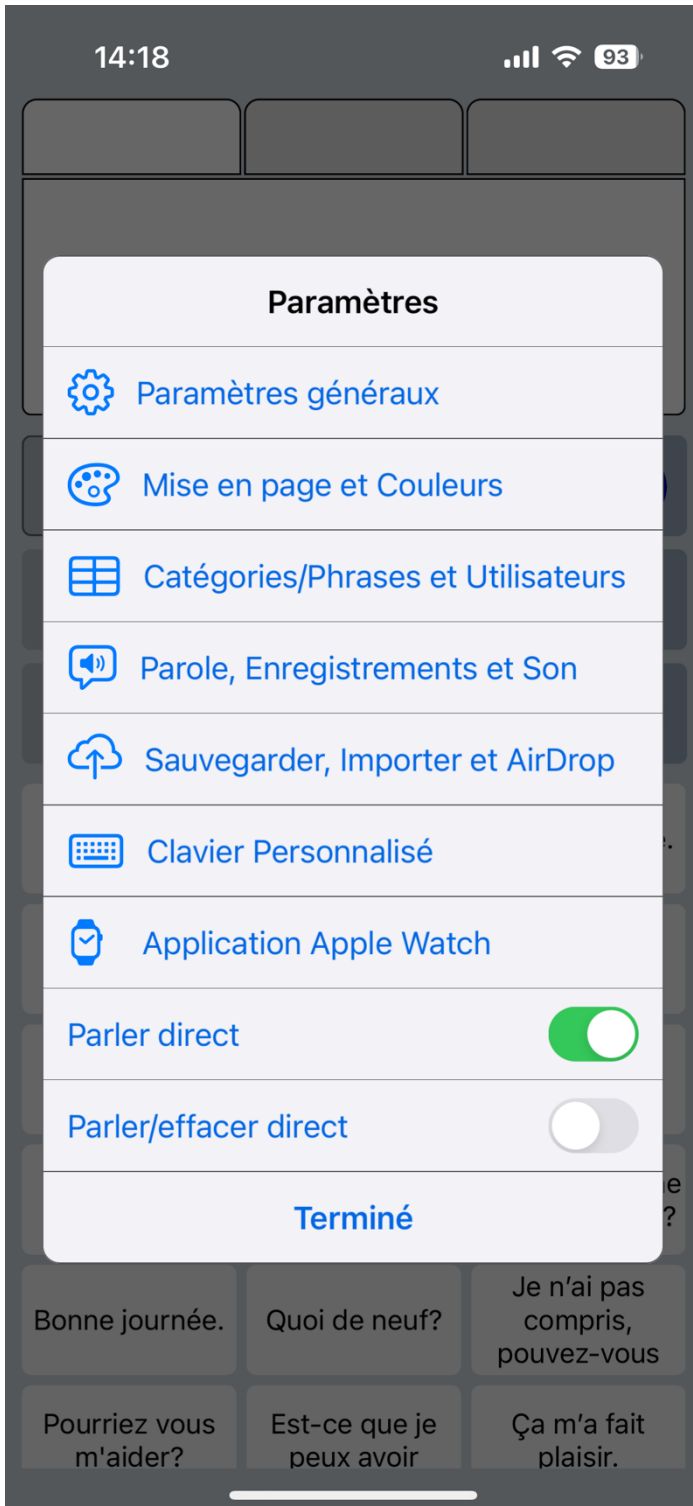 14:18
93
Paramètres
Paramètres généraux
Mise en page et Couleurs
Catégories/Phrases et Utilisateurs
Parole, Enregistrements et Son
Sauvegarder, Importer et AirDrop
Clavier Personnalisé
Application Apple Watch
Parler direct
Parler/effacer direct
Terminé
Bonne journée.
Quoi de neuf?
Je n’ai pas
compris,
pouvez-vous
Pourriez vous
m'aider?
Est-ce que je
peux avoir
Ça m’a fait
plaisir.